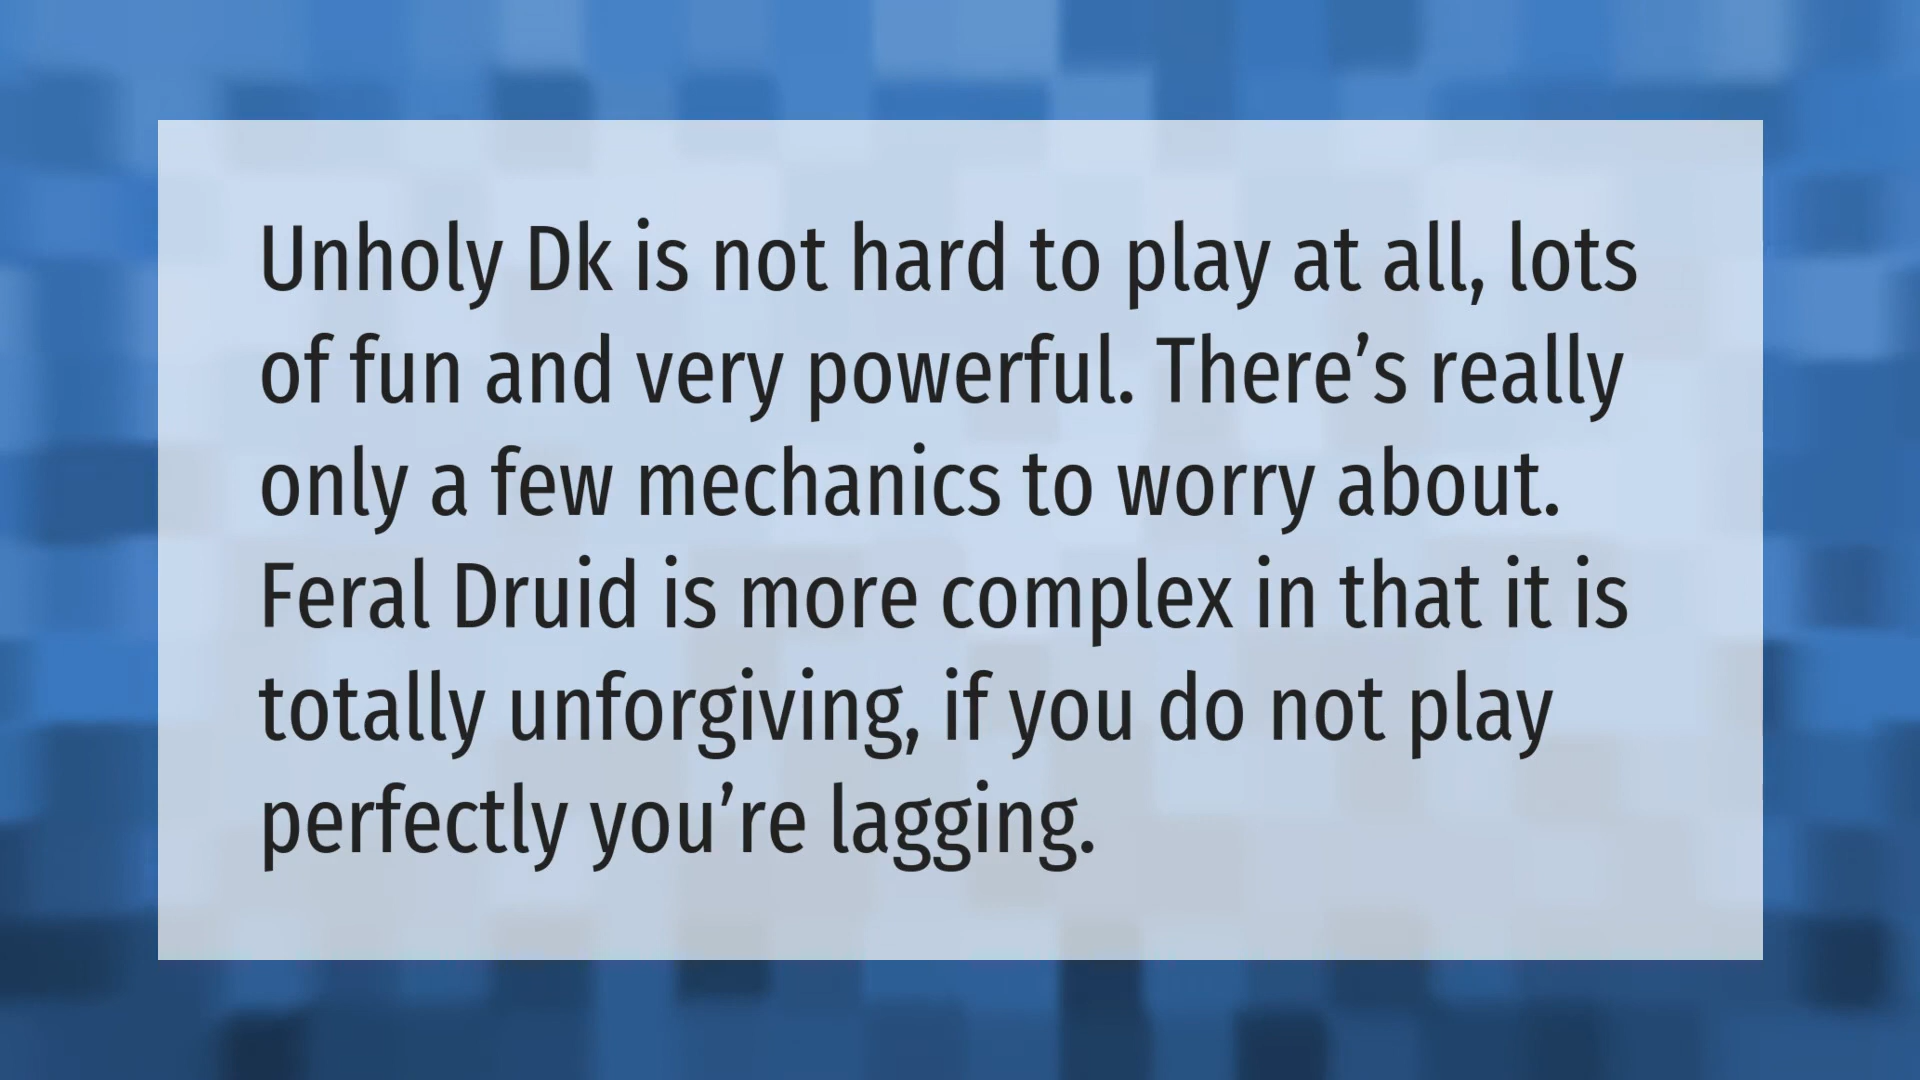 Unholy Dk is not hard to play at all, lots
of fun and very powerful. There’s really
only a few mechanics to worry about.
Feral Druid is more complex in that it is
totally unforgiving, if you do not play
perfectly you’re lagging.